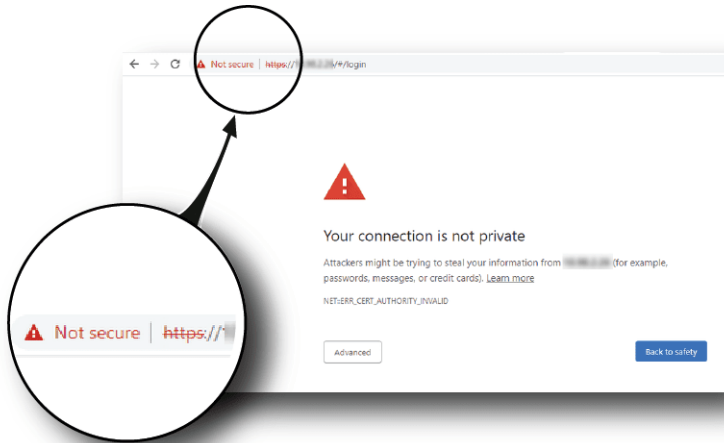 Not secure | https:// /#/login
Your connection is not private
Attackers might be trying to steal your information from (for example,
passwords, messages, or credit cards). Learn more
NET::ERR_CERT_AUTHORITY_INVALID
Advanced
Back to safety
Not secure | https://